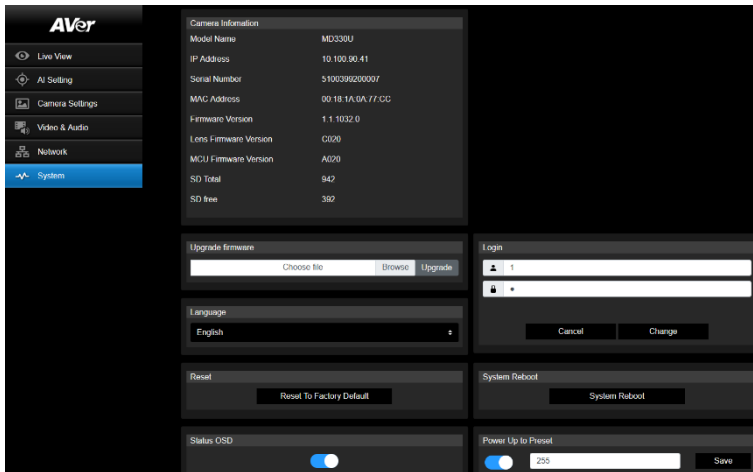 AVer
Live View
AI Setting
Camera Settings
Video & Audio
Network
System
Camera Infomation
Model Name MD330U
IP Address 10.100.90.41
Serial Number 5100399200007
MAC Address 00:18:1A:0A:77:CC
Firmware Version 1.1.1032.0
Lens Firmware Version C020
MCU Firmware Version A020
SD Total 942
SD free 392
Upgrade firmware
Choose file Browse Upgrade
Login
1
Cancel Change
Language
English
Reset
Reset To Factory Default
System Reboot
System Reboot
Status OSD
Power Up to Preset
255 Save